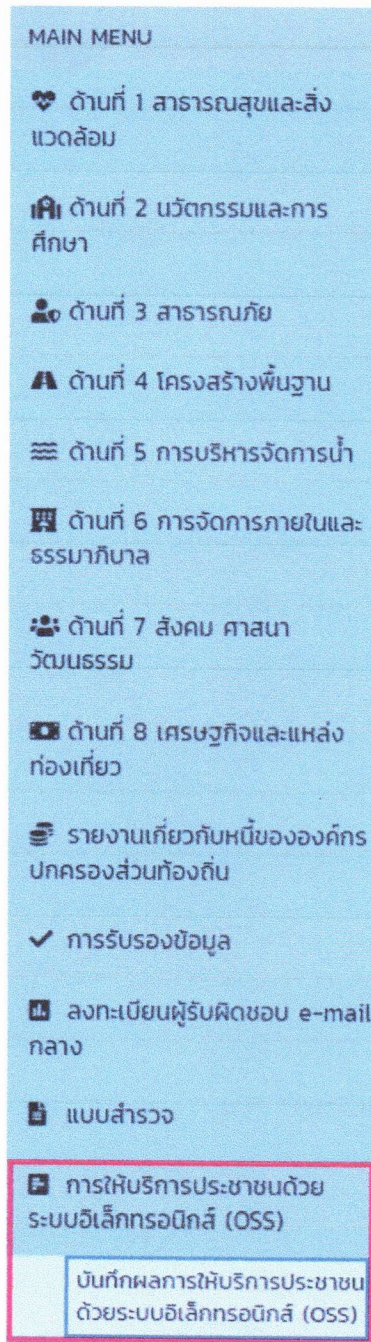 MAIN MENU
ด้านที่ 1 สาธารณสุขและสิ่ง
แวดล้อม
ด้านที่ 2 นวัตกรรมและการ
ศึกษา
ด้านที่ 3 สาธารณภัย
ด้านที่ 4 โครงสร้างพื้นฐาน
ด้านที่ 5 การบริหารจัดการน้ำ
ด้านที่ 6 การจัดการภายในและ
ธรรมาภิบาล
ด้านที่ 7 สังคม ศาสนา
วัฒนธรรม
ด้านที่ 8 เศรษฐกิจและแหล่ง
ท่องเที่ยว
รายงานเกี่ยวกับหนี้ขององค์กร
ปกครองส่วนท้องถิ่น
การรับรองข้อมูล
ลงทะเบียนผู้รับผิดชอบ e-mail
กลาง
แบบสำรวจ
การให้บริการประชาชนด้วย
ระบบอิเล็กทรอนิกส์ (OSS)
บันทึกผลการให้บริการประชาชน
ด้วยระบบอิเล็กทรอนิกส์ (OSS)